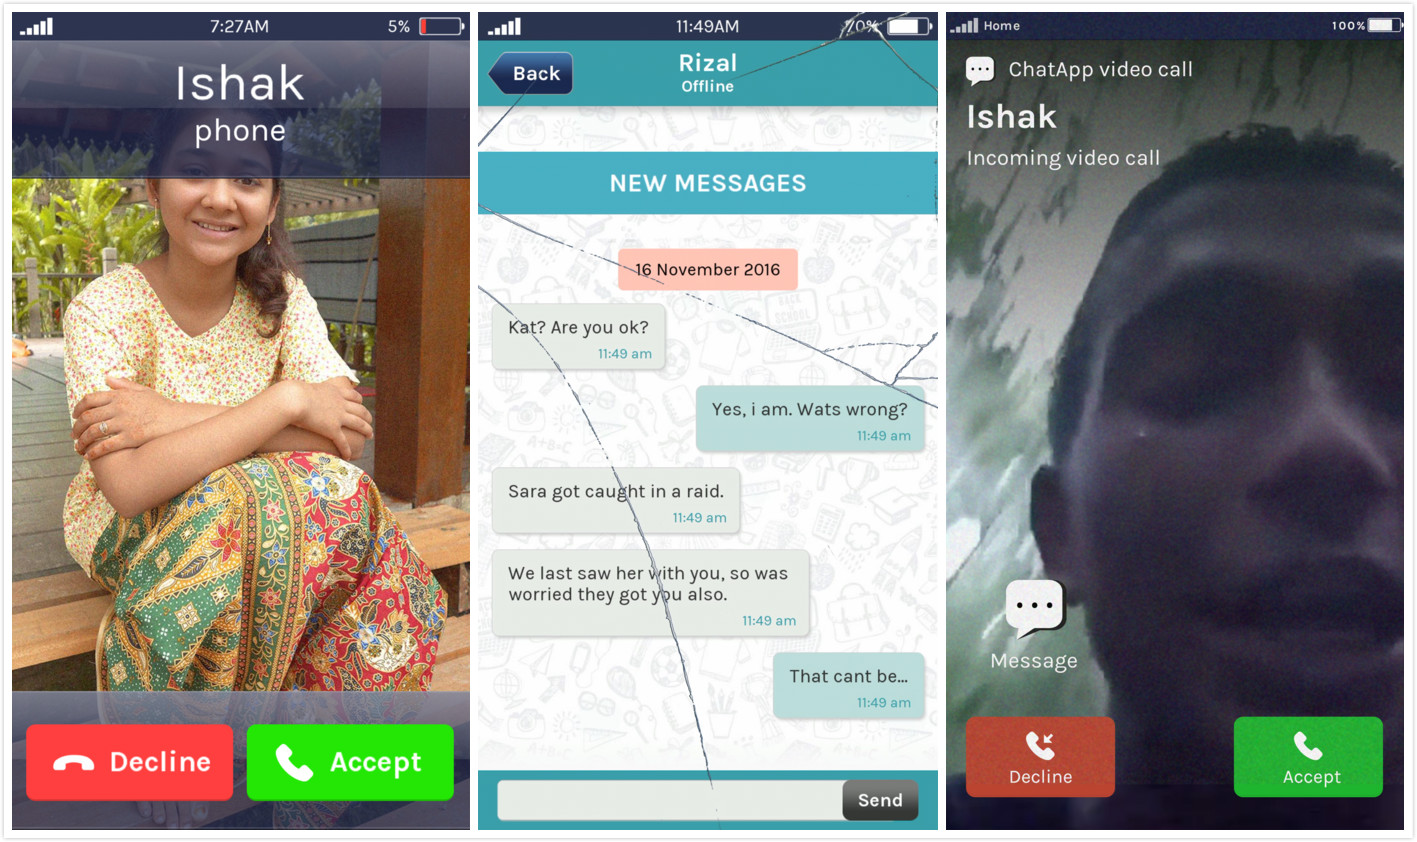 7:27AM
5%
Ishak
phone
Decline
Accept
11:49AM
70%
Back
Rizal
Offline
NEW MESSAGES
16 November 2016
Kat? Are you ok?
11:49 am
Yes, i am. Wats wrong?
11:49 am
Sara got caught in a raid.
11:49 am
We last saw her with you, so was
worried they got you also.
11:49 am
That cant be...
11:49 am
Send
Home
100%
ChatApp video call
Ishak
Incoming video call
Message
Decline
Accept